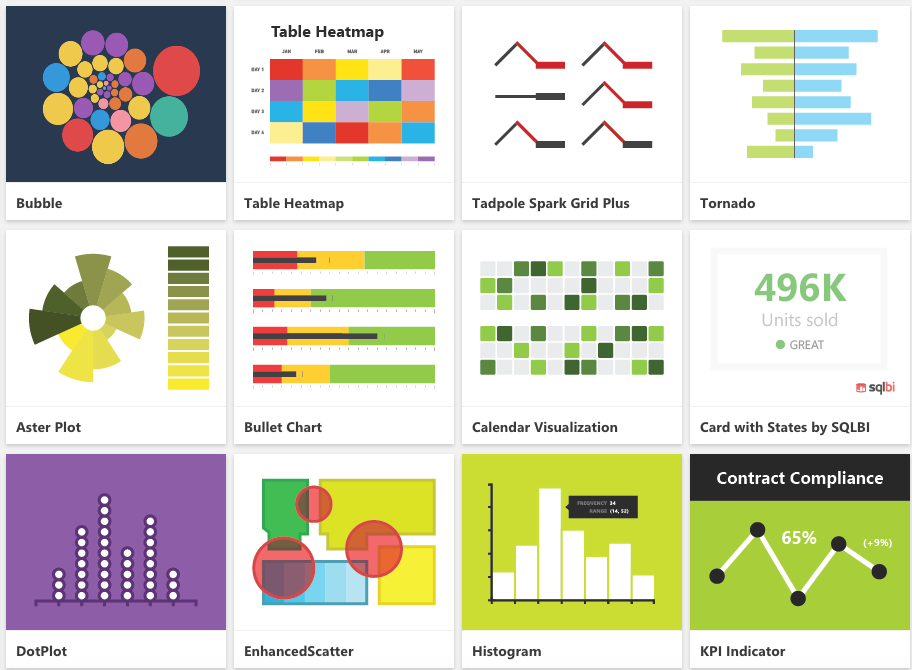 Table Heatmap
JAN FEB MAR APR MAY
DAY 1
DAY 2
DAY 3
DAY 4
Bubble
Table Heatmap
Tadpole Spark Grid Plus
Tornado
496K
Units sold
GREAT
sqlbi
Aster Plot
Bullet Chart
Calendar Visualization
Card with States by SQLBI
FREQUENCY 34
RANGE (14, 52)
Contract Compliance
65%
(+9%)
DotPlot
EnhancedScatter
Histogram
KPI Indicator